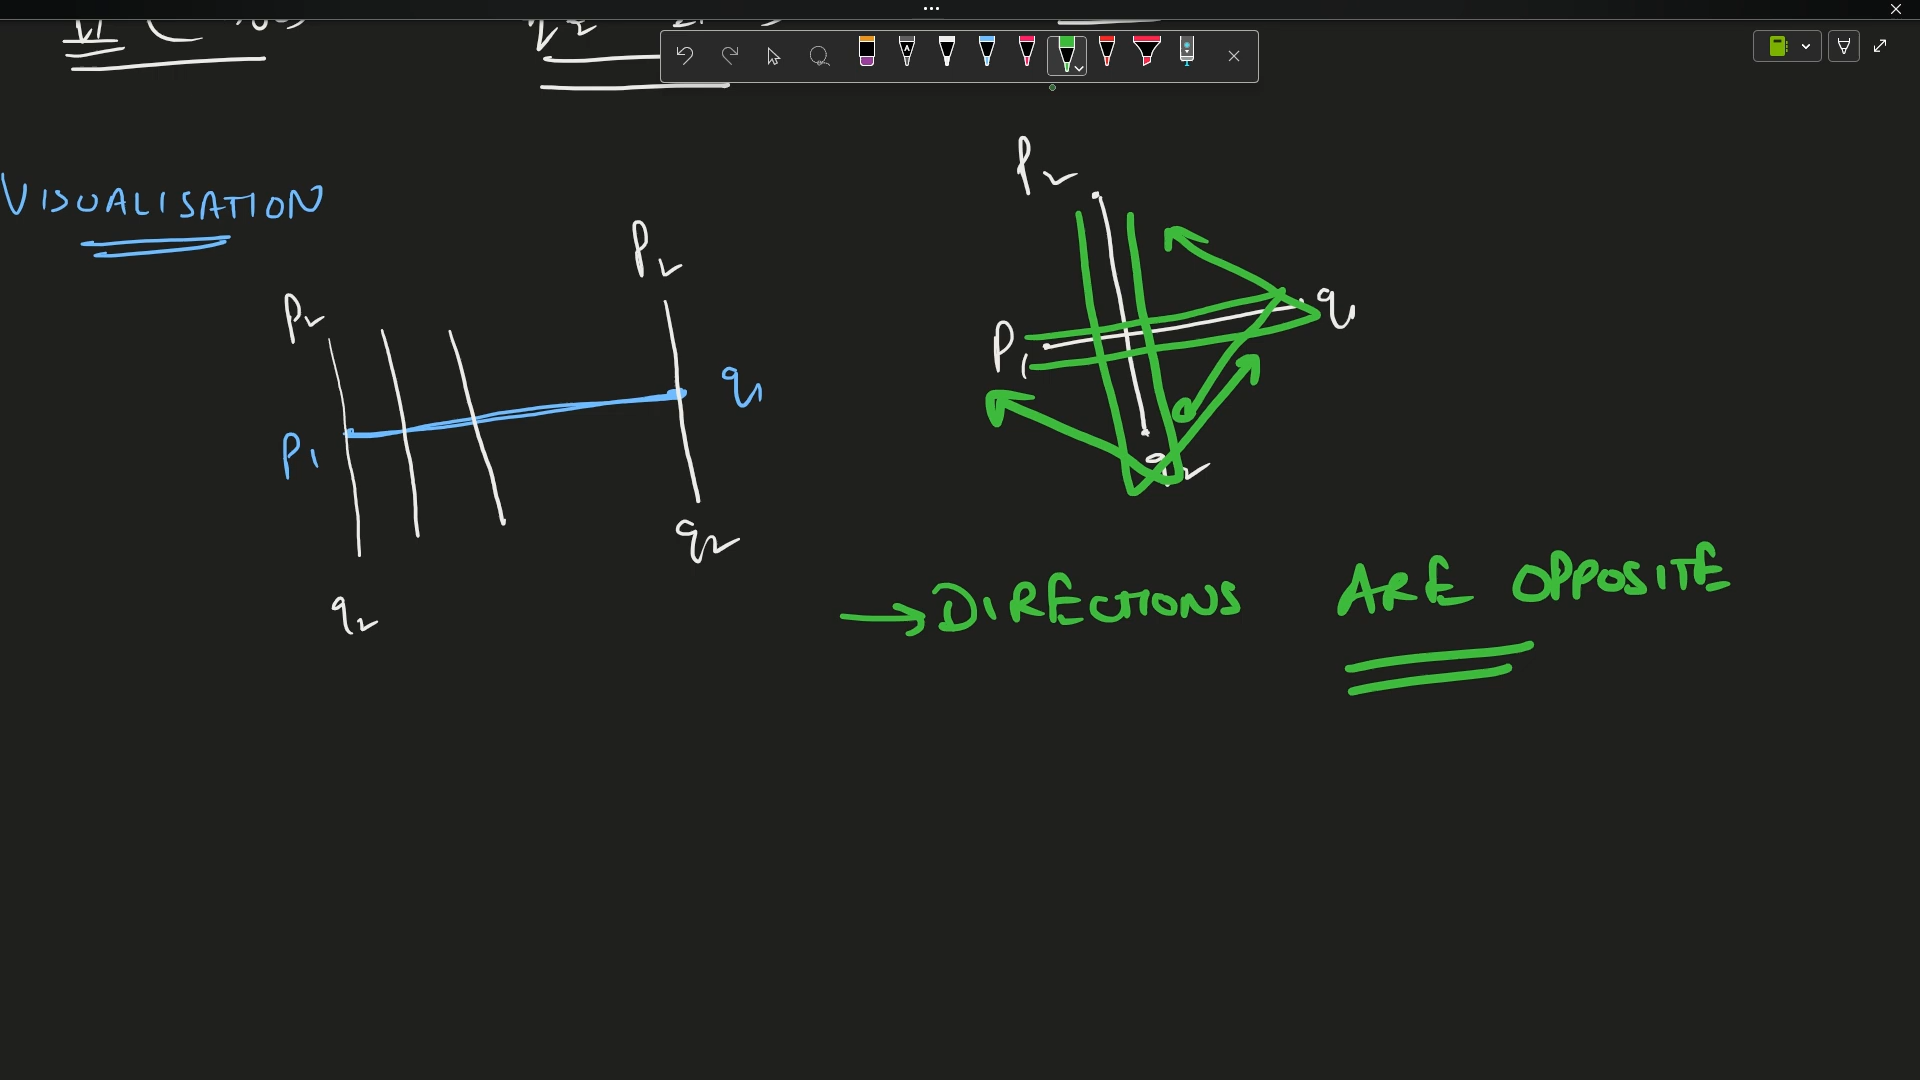 VISUALISATION
P2
q1
P1
q2
P2
q2
P2
P1
q1
q2
→ DIRECTIONS ARE OPPOSITE